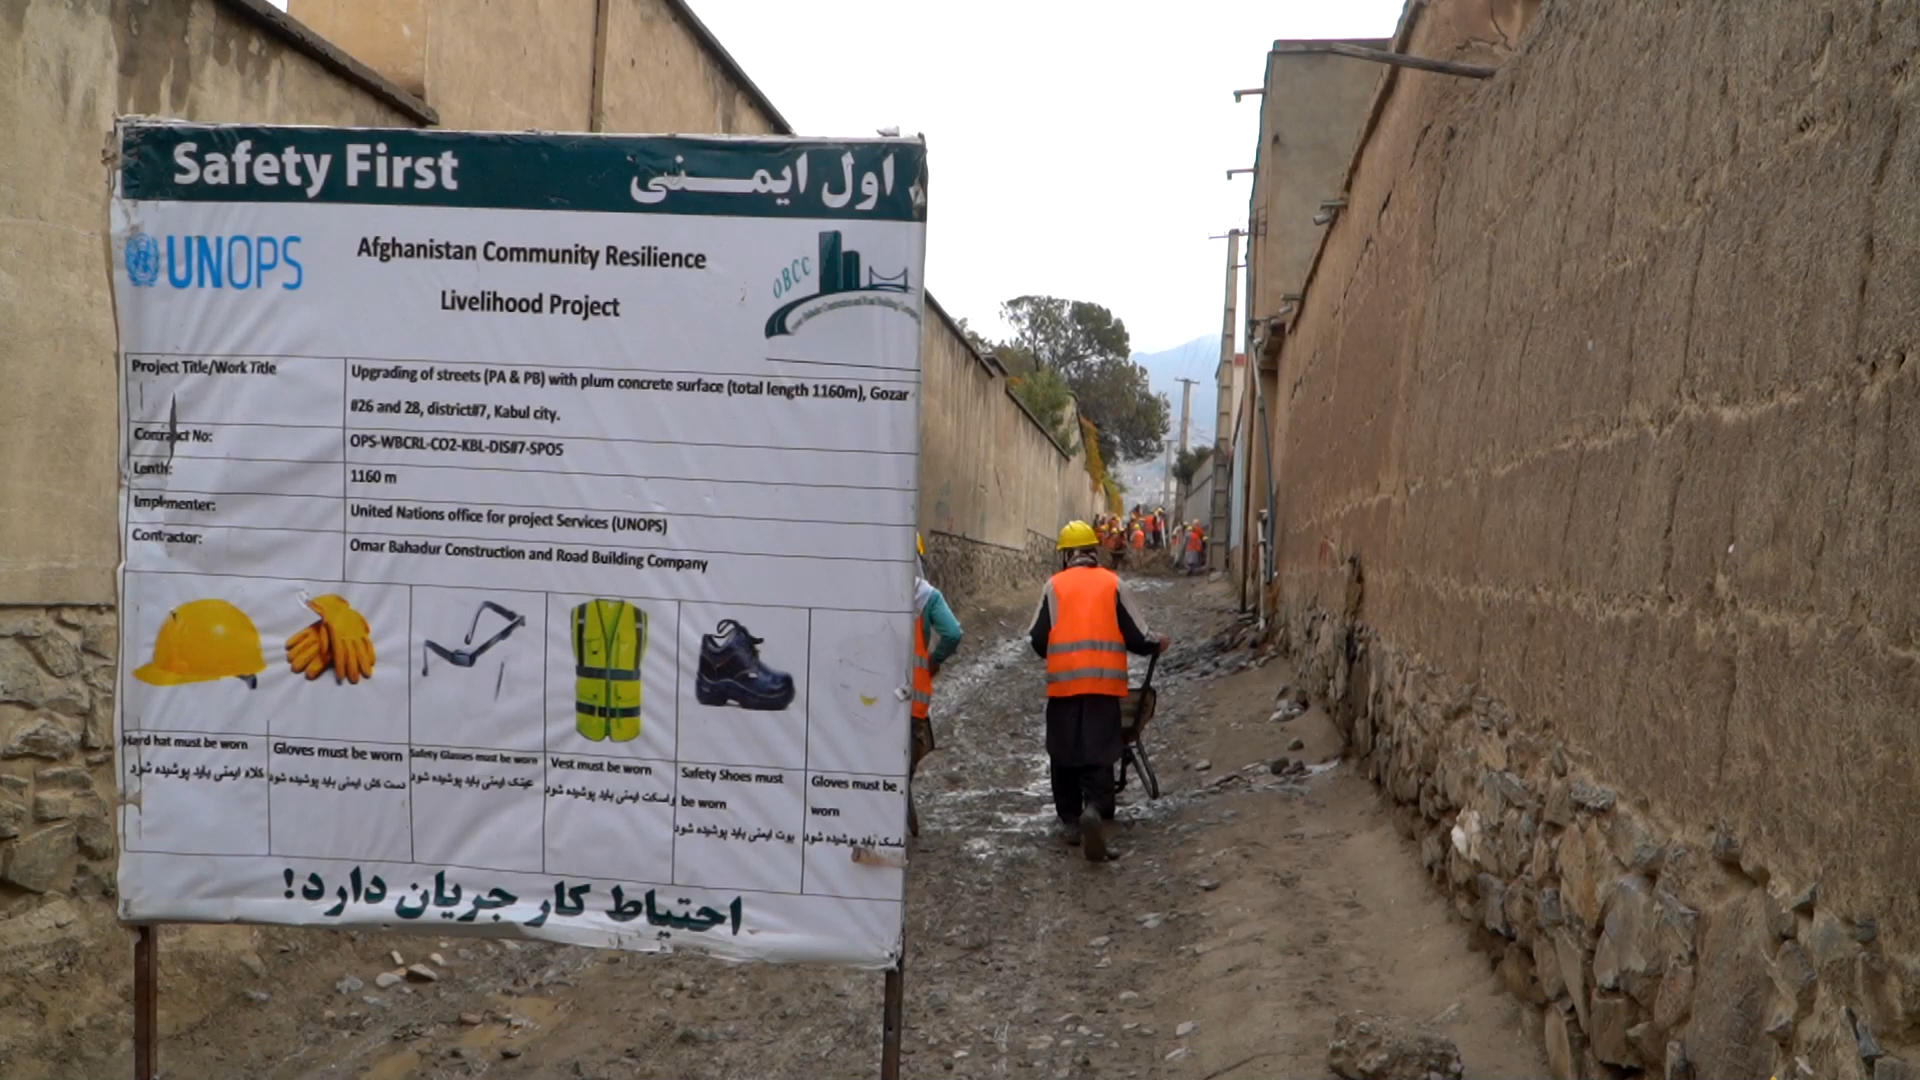 Safety First
اول ایمنی
UNOPS
Afghanistan Community Resilience
Livelihood Project
OBCC
Project Title/Work Title
Upgrading of streets (PA & PB) with plum concrete surface (total length 1160m), Gozar
#26 and 28, district#7, Kabul city.
Contract No:
OPS-WBCRL-CO2-KBL-DIS#7-SP05
Lenth:
1160 m
Implementer:
United Nations office for project Services (UNOPS)
Contractor:
Omar Bahadur Construction and Road Building Company
Hard hat must be worn
کلاه ایمنی باید پوشیده شود
Gloves must be worn
دست کش ایمنی باید پوشیده شود
Safety Glasses must be worn
عینک ایمنی باید پوشیده شود
Vest must be worn
واسکت ایمنی باید پوشیده شود
Safety Shoes must
be worn
بوت ایمنی باید پوشیده شود
Gloves must be
worn
ماسک باید پوشیده شود
احتیاط کار جریان دارد!